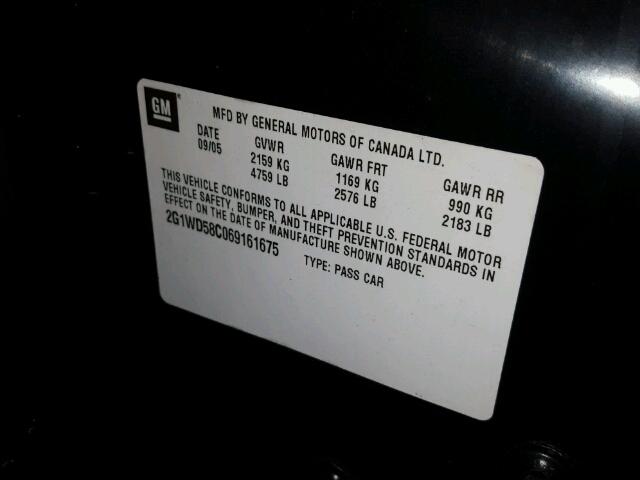 GM
MFD BY GENERAL MOTORS OF CANADA LTD.
DATE GVWR GAWR FRT GAWR RR
09/05 2159 KG 1169 KG 990 KG
4759 LB 2576 LB 2183 LB
THIS VEHICLE CONFORMS TO ALL APPLICABLE U.S. FEDERAL MOTOR
VEHICLE SAFETY, BUMPER, AND THEFT PREVENTION STANDARDS IN
EFFECT ON THE DATE OF MANUFACTURE SHOWN ABOVE.
2G1WD58C069161675 TYPE: PASS CAR